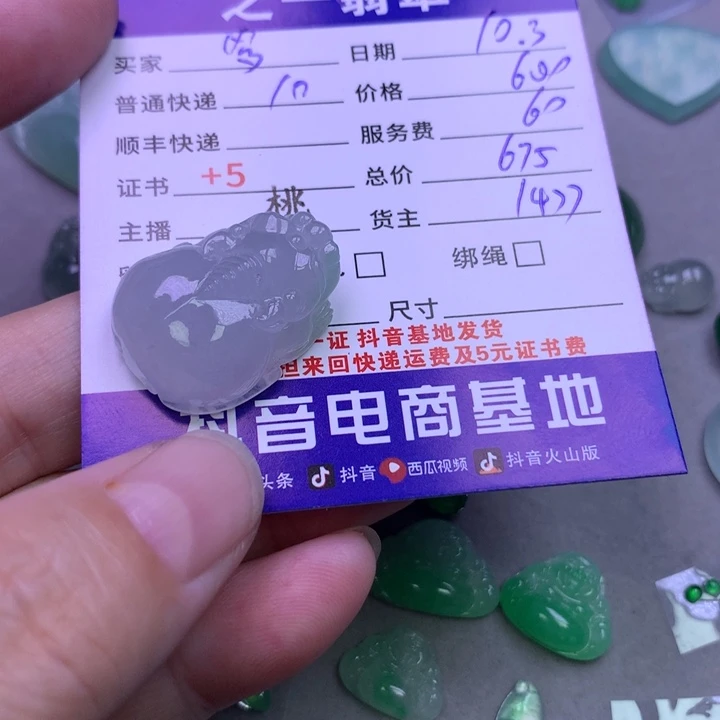 之一翡翠
买家 日期 10.3
普通快递 10 价格 600
顺丰快递 服务费 60
证书 +5 总价 675
主播 桃 货主 1477
绑绳
尺寸
一证 抖音基地发货
担来回快递运费及5元证书费
抖音电商基地
头条 抖音 西瓜视频 抖音火山版